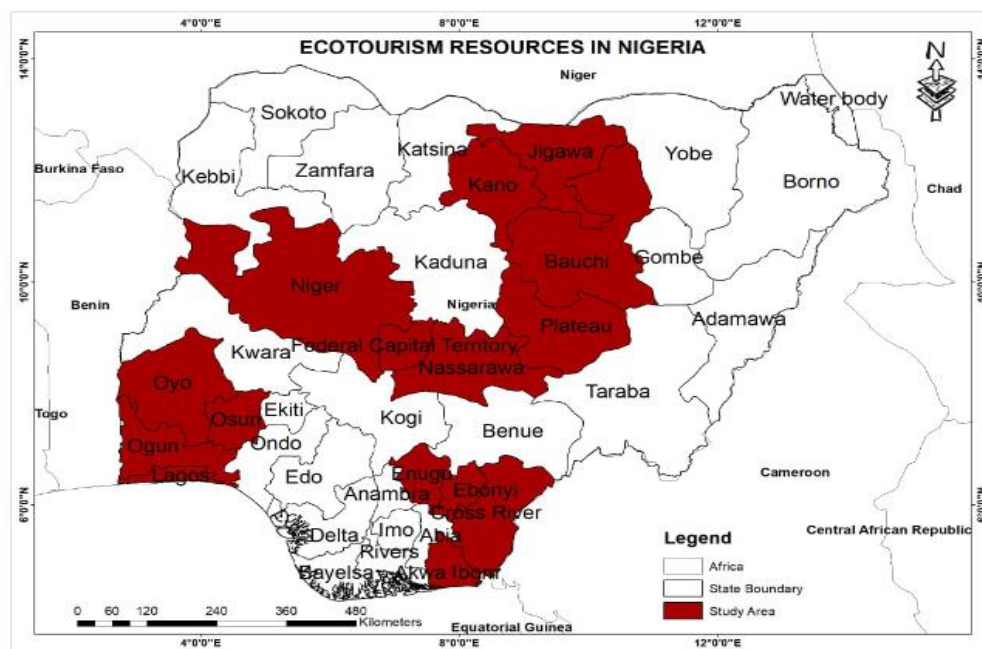 4°0'0"E 8°0'0"E 12°0'0"E
ECOTOURISM RESOURCES IN NIGERIA
N
14°0'0"N
Niger
Water body
Sokoto
Katsina
Jigawa
Yobe
Burkina Faso
Kebbi
Zamfara
Kano
Borno
Chad
Bauchi
Gombe
Kaduna
10°0'0"N
Niger
Nigeria
Benin
Plateau
Adamawa
Federal Capital Territory
Kwara
Nassarawa
Oyo
Taraba
Togo
Ekiti
Osun
Kogi
Benue
Ogun
Ondo
Cameroon
Lagos
Edo
Enugu
Ebonyi
Anambra
Cross River
6°0'0"N
Central African Republic
Delta
Imo
Abia
Rivers
Bayelsa
Akwa Ibom
Legend
Africa
State Boundary
Study Area
0 30 60 120 240 360 480
Kilometers
Equatorial Guinea
4°0'0"E 8°0'0"E 12°0'0"E